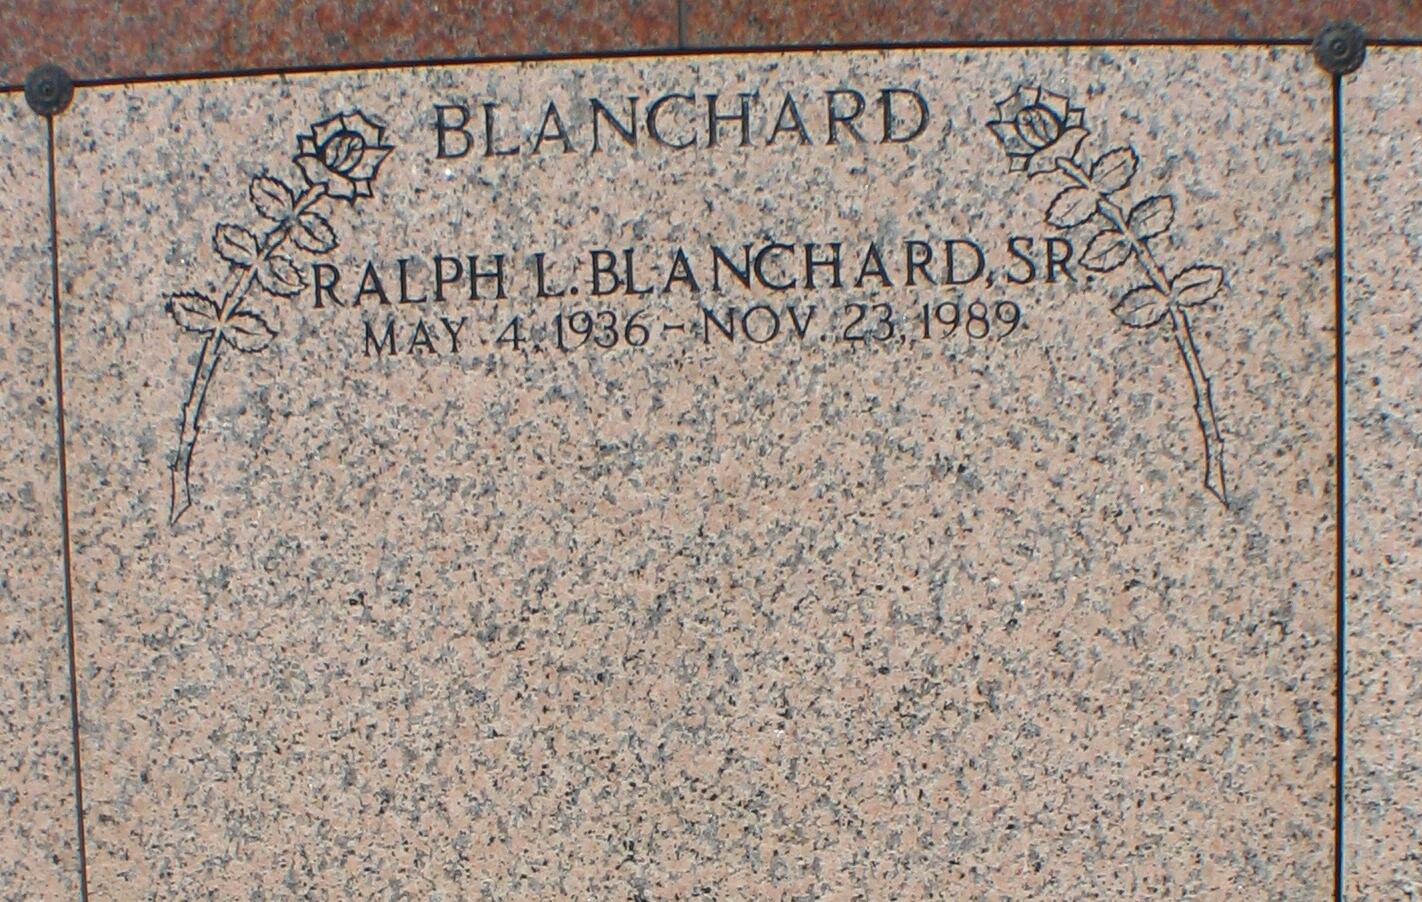 BLANCHARD
RALPH L. BLANCHARD, SR.
MAY 4, 1936 - NOV. 23, 1989